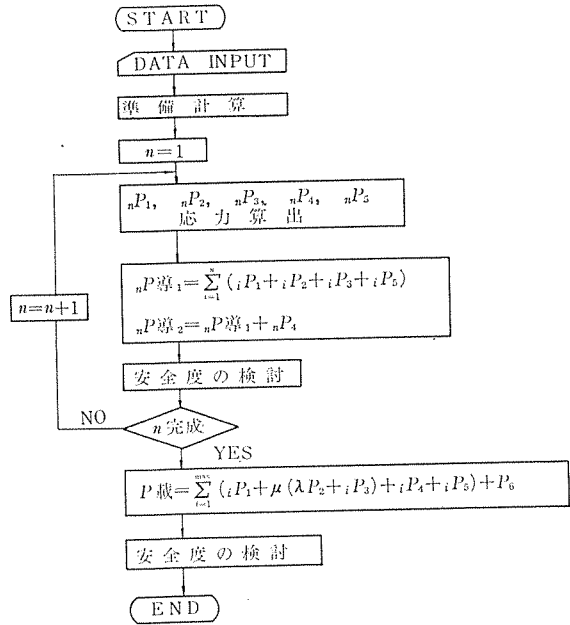 START
DATA INPUT
準備計算
n=1
nP1, nP2, nP3, nP4, nP5
応力算出
nP導1=∑(iP1+iP2+iP3+iP5)
i=1
n=n+1
nP導2=nP導1+nP4
安全度の検討
NO
n完成
YES
P載=∑(iP1+μ(λP2+iP3)+iP4+iP5)+P6
i=1
安全度の検討
END